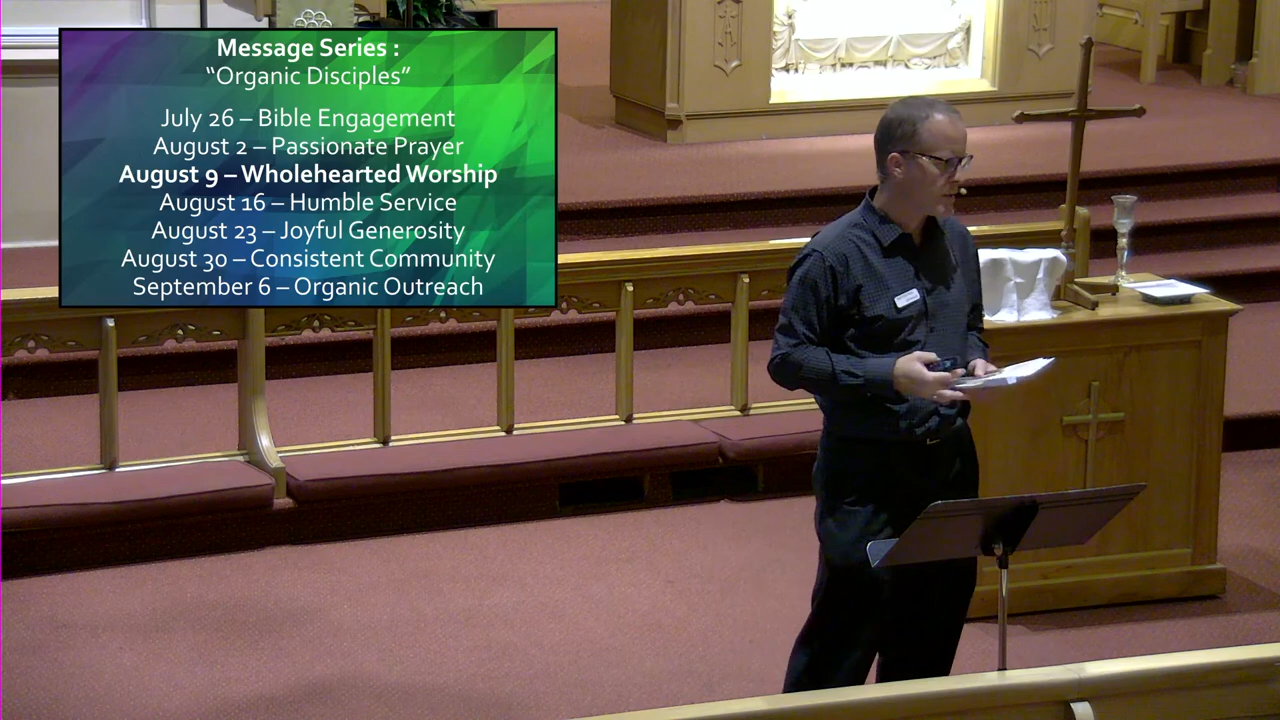 Message Series :
“Organic Disciples”
July 26 – Bible Engagement
August 2 – Passionate Prayer
August 9 – Wholehearted Worship
August 16 – Humble Service
August 23 – Joyful Generosity
August 30 – Consistent Community
September 6 – Organic Outreach